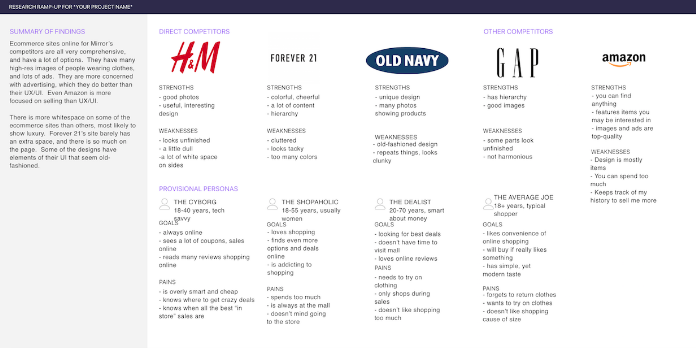 RESEARCH RAMP-UP FOR "YOUR PROJECT NAME"
SUMMARY OF FINDINGS
Ecommerce sites online for Mirror's
competitors are all very comprehensive,
and have a lot of options. They have many
high-res images of people wearing clothes,
and lots of ads. They are more concerned
with advertising, which they do better than
their UX/UI. Even Amazon is more
focused on selling than UX/UI.
There is more whitespace on some of the
ecommerce sites than others, most likely to
show luxury. Forever 21's site barely has
an extra space, and there is so much on
the page. Some of the designs have
elements of their UI that seem old-
fashioned.
DIRECT COMPETITORS
H&M
STRENGTHS
- good photos
- useful, interesting
design
WEAKNESSES
- looks unfinished
- a little dull
-a lot of white space
on sides
FOREVER 21
STRENGTHS
- colorful, cheerful
- a lot of content
- hierarchy
WEAKNESSES
- cluttered
- looks tacky
- too many colors
OLD NAVY
STRENGTHS
- unique design
- many photos
showing products
WEAKNESSES
- old-fashioned design
- repeats things, looks
clunky
OTHER COMPETITORS
GAP
STRENGTHS
- has hierarchy
- good images
WEAKNESSES
- some parts look
unfinished
- not harmonious
amazon
STRENGTHS
- you can find
anything
- features items you
may be interested in
- images and ads are
top-quality
WEAKNESSES
- Design is mostly
items
- You can spend too
much
- Keeps track of my
history to sell me more
PROVISIONAL PERSONAS
THE CYBORG
18-40 years, tech
savvy
GOALS
- always online
- sees a lot of coupons, sales
online
- reads many reviews shopping
online
PAINS
- is overly smart and cheap
- knows where to get crazy deals
- knows when all the best "in
store" sales are
THE SHOPAHOLIC
18-55 years, usually
women
GOALS
- loves shopping
- finds even more
options and deals
online
- is addicting to
shopping
PAINS
- spends too much
- is always at the mall
- doesn't mind going
to the store
THE DEALIST
20-70 years, smart
about money
GOALS
- looking for best deals
- doesn't have time to
visit mall
- loves online reviews
PAINS
- needs to try on
clothing
- only shops during
sales
- doesn't like shopping
too much
THE AVERAGE JOE
18+ years, typical
shopper
GOALS
- likes convenience of
online shopping
- will buy if really likes
something
- has simple, yet
modern taste
PAINS
- forgets to return clothes
- wants to try on clothes
- doesn't like shopping
cause of size